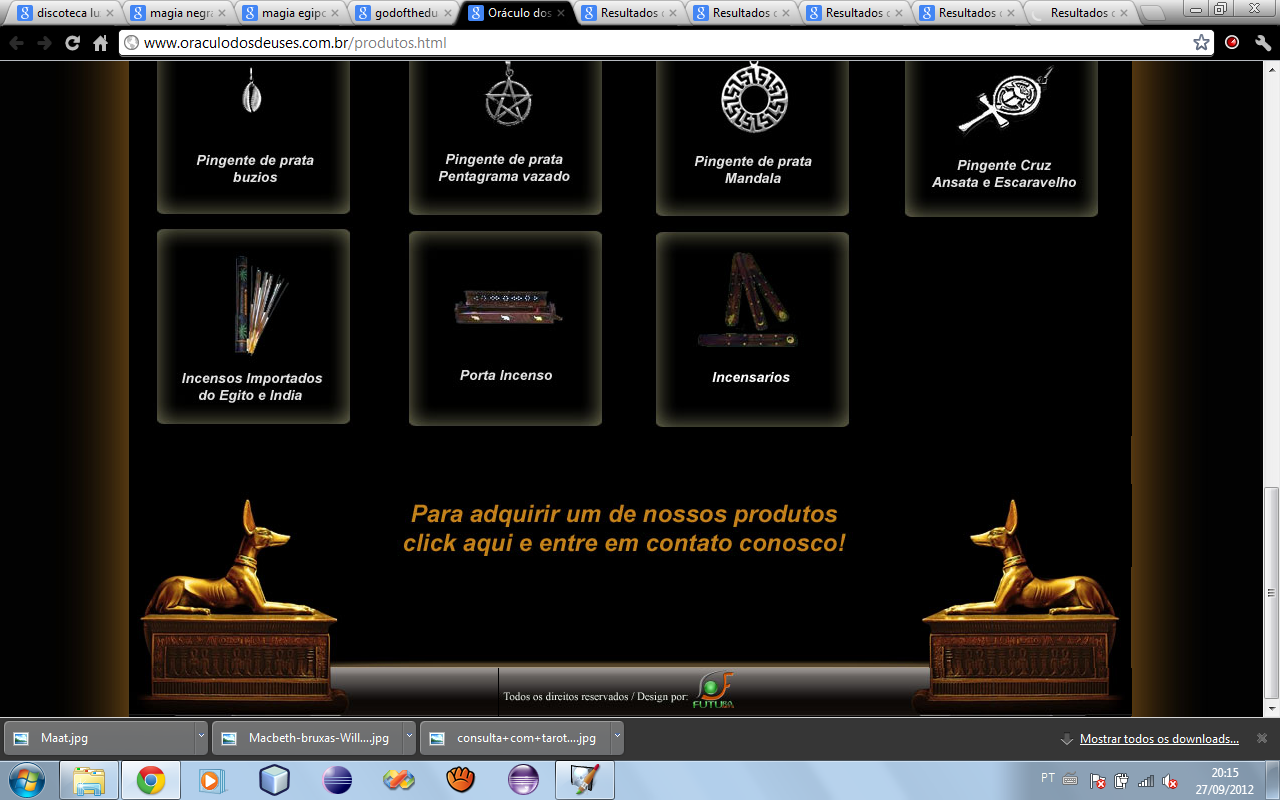 discoteca lu
magia negra
magia egipc
godofthedu
Oráculo dos
Resultados d
Resultados d
Resultados d
Resultados d
Resultados d
www.oraculodosdeuses.com.br/produtos.html
Pingente de prata
buzios
Pingente de prata
Pentagrama vazado
Pingente de prata
Mandala
Pingente Cruz
Ansata e Escaravelho
Incensos Importados
do Egito e India
Porta Incenso
Incensarios
Para adquirir um de nossos produtos
click aqui e entre em contato conosco!
Todos os direitos reservados / Design por:
Maat.jpg
Macbeth-bruxas-Will....jpg
consulta+com+tarot....jpg
Mostrar todos os downloads...
PT
20:15
27/09/2012